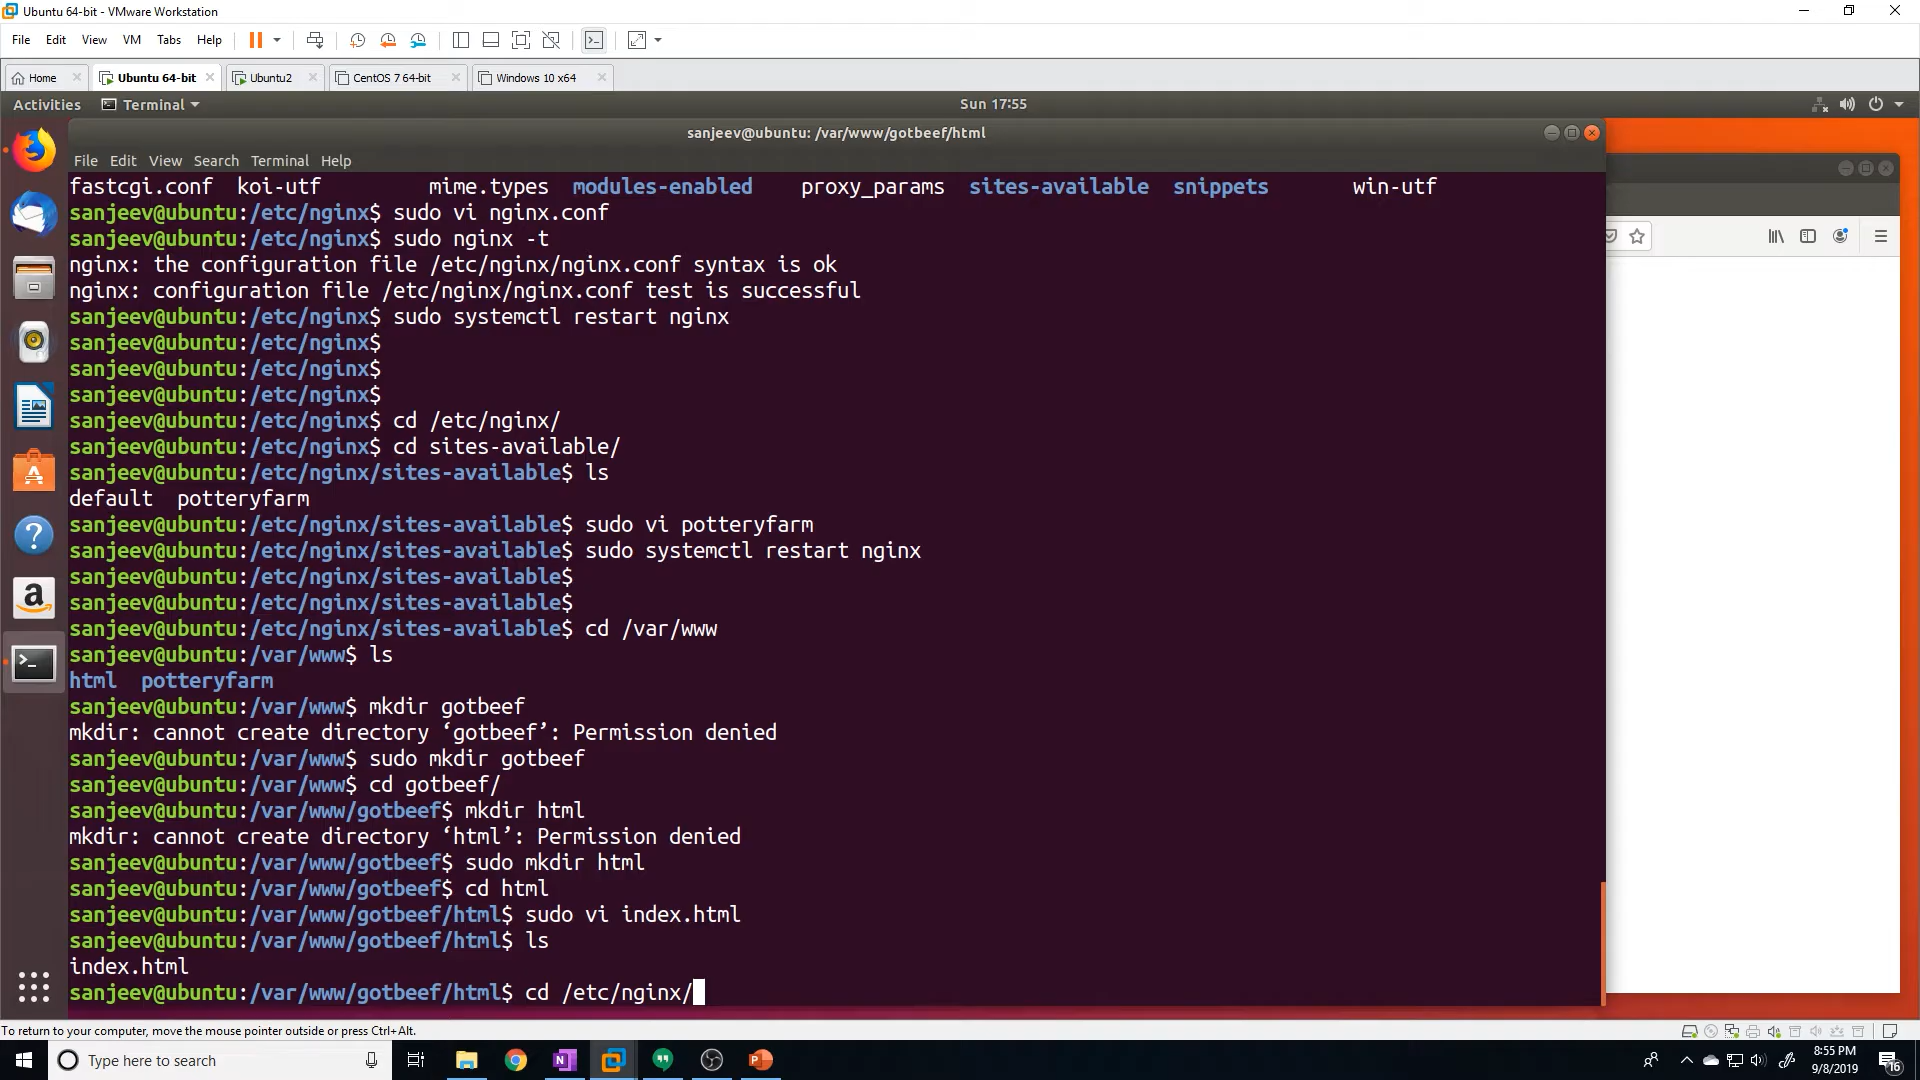 Ubuntu 64-bit - VMware Workstation
File Edit View VM Tabs Help
Home Ubuntu 64-bit Ubuntu2 CentOS 7 64-bit Windows 10 x64
Activities Terminal Sun 17:55
sanjeev@ubuntu: /var/www/gotbeef/html
File Edit View Search Terminal Help
fastcgi.conf koi-utf mime.types modules-enabled proxy_params sites-available snippets win-utf
sanjeev@ubuntu:/etc/nginx$ sudo vi nginx.conf
sanjeev@ubuntu:/etc/nginx$ sudo nginx -t
nginx: the configuration file /etc/nginx/nginx.conf syntax is ok
nginx: configuration file /etc/nginx/nginx.conf test is successful
sanjeev@ubuntu:/etc/nginx$ sudo systemctl restart nginx
sanjeev@ubuntu:/etc/nginx$
sanjeev@ubuntu:/etc/nginx$
sanjeev@ubuntu:/etc/nginx$
sanjeev@ubuntu:/etc/nginx$ cd /etc/nginx/
sanjeev@ubuntu:/etc/nginx$ cd sites-available/
sanjeev@ubuntu:/etc/nginx/sites-available$ ls
default potteryfarm
sanjeev@ubuntu:/etc/nginx/sites-available$ sudo vi potteryfarm
sanjeev@ubuntu:/etc/nginx/sites-available$ sudo systemctl restart nginx
sanjeev@ubuntu:/etc/nginx/sites-available$
sanjeev@ubuntu:/etc/nginx/sites-available$
sanjeev@ubuntu:/etc/nginx/sites-available$ cd /var/www
sanjeev@ubuntu:/var/www$ ls
html potteryfarm
sanjeev@ubuntu:/var/www$ mkdir gotbeef
mkdir: cannot create directory ‘gotbeef’: Permission denied
sanjeev@ubuntu:/var/www$ sudo mkdir gotbeef
sanjeev@ubuntu:/var/www$ cd gotbeef/
sanjeev@ubuntu:/var/www/gotbeef$ mkdir html
mkdir: cannot create directory ‘html’: Permission denied
sanjeev@ubuntu:/var/www/gotbeef$ sudo mkdir html
sanjeev@ubuntu:/var/www/gotbeef$ cd html
sanjeev@ubuntu:/var/www/gotbeef/html$ sudo vi index.html
sanjeev@ubuntu:/var/www/gotbeef/html$ ls
index.html
sanjeev@ubuntu:/var/www/gotbeef/html$ cd /etc/nginx/
To return to your computer, move the mouse pointer outside or press Ctrl+Alt.
Type here to search
8:55 PM
9/8/2019
16